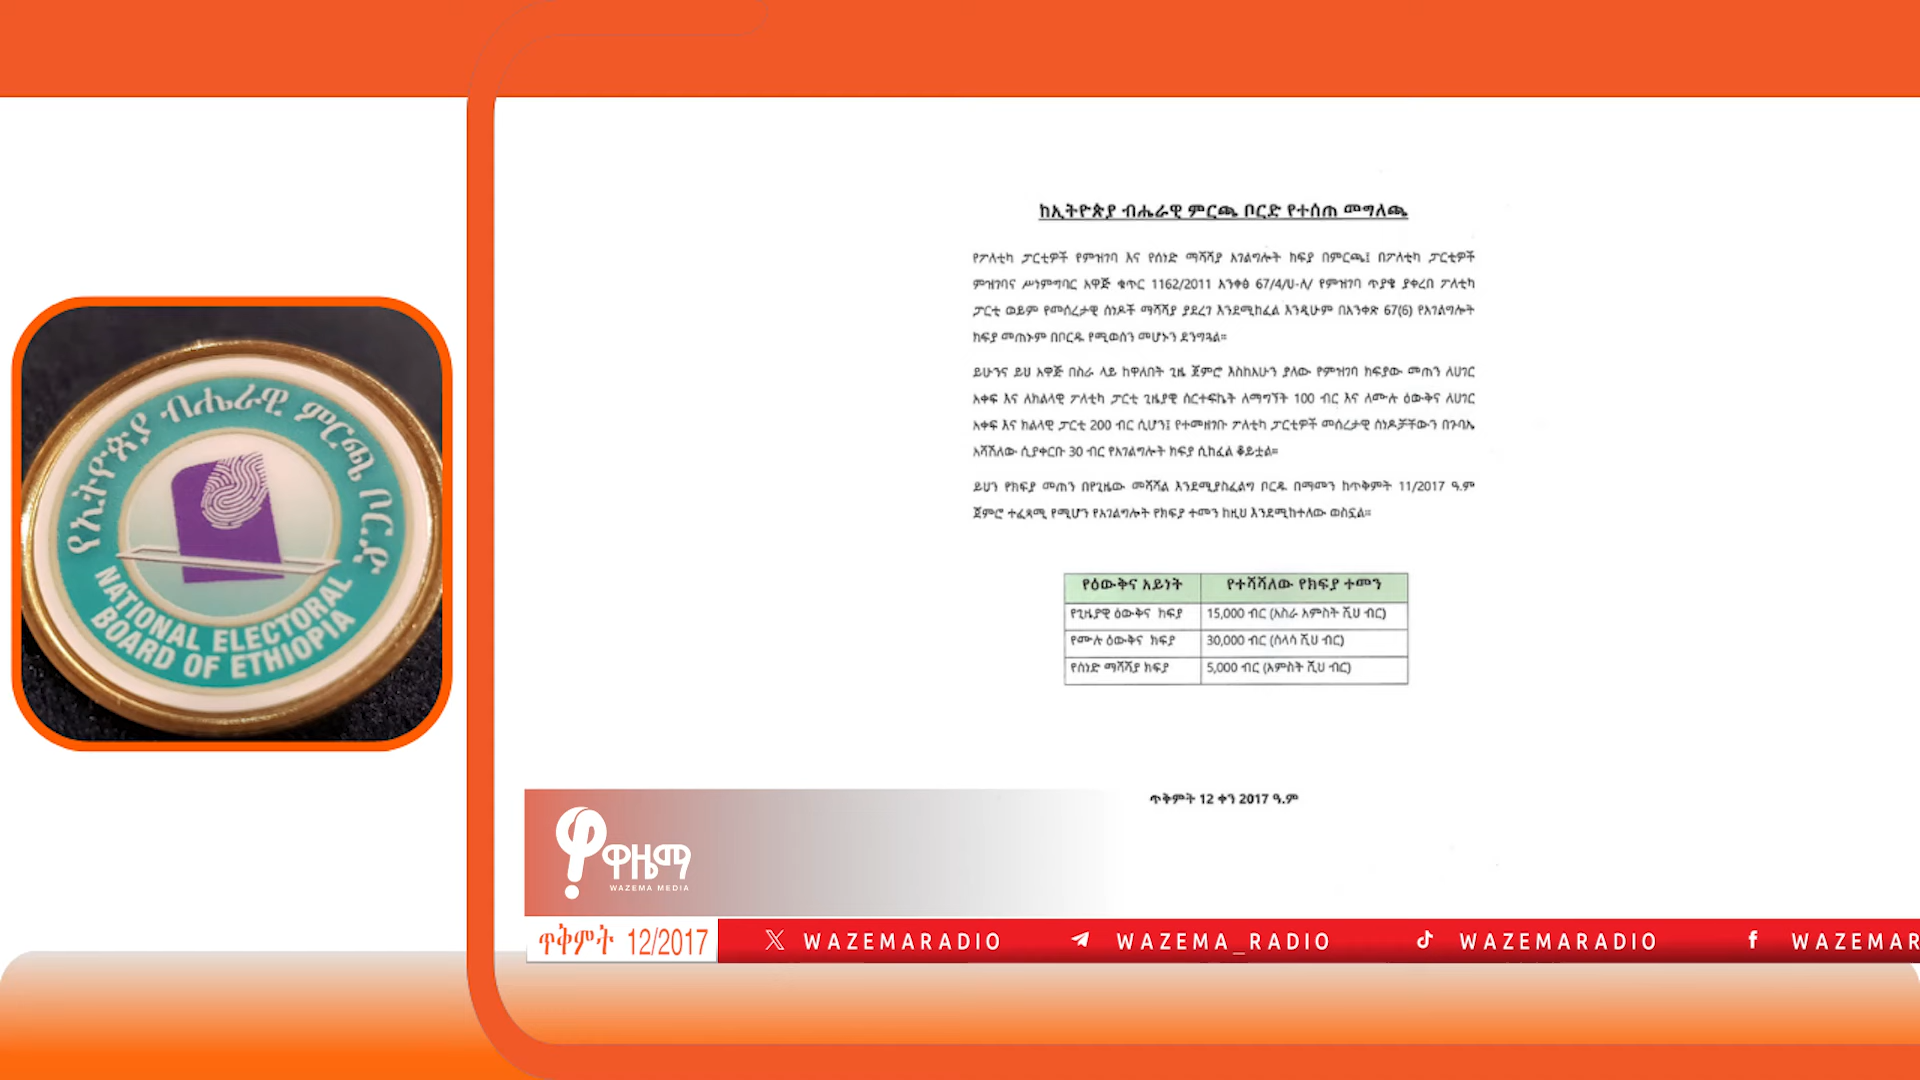 ከኢትዮጵያ ብሔራዊ ምርጫ ቦርድ የተሰጠ መግለጫ
የፖለቲካ ፓርቲዎች የምዝገባ እና የሰነድ ማሻሻያ አገልግሎት ክፍያ በምርጫ፤ በፖለቲካ ፓርቲዎች
ምዝገባና ሥነምግባር አዋጅ ቁጥር 1162/2011 አንቀፅ 67/4/ሀ-ለ/ የምዝገባ ጥያቄ ያቀረበ ፖለቲካ
ፓርቲ ወይም የመሰረታዊ ሰነዶች ማሻሻያ ያደረገ እንደሚከፈል እንዲሁም በአንቀጽ 67(6) የአገልግሎት
ክፍያ መጠኑም በቦርዱ የሚወሰን መሆኑን ደንግጓል።
ይሁንና ይህ አዋጅ በስራ ላይ ከዋለበት ጊዜ ጀምሮ እስከአሁን ያለው የምዝገባ ክፍያው መጠን ለሀገር
አቀፍ እና ለክልላዊ ፖለቲካ ፓርቲ ጊዜያዊ ሰርተፍኬት ለማግኘት 100 ብር እና ለሙሉ ዕውቅና ለሀገር
አቀፍ እና ክልላዊ ፓርቲ 200 ብር ሲሆን፤ የተመዘገቡ ፖለቲካ ፓርቲዎች መሰረታዊ ሰነዶቻቸውን በጉባኤ
አሻሽለው ሲያቀርቡ 30 ብር የአገልግሎት ክፍያ ሲከፈል ቆይቷል።
ይህን የክፍያ መጠን በየጊዜው መሻሻል እንደሚያስፈልግ ቦርዱ በማመን ከጥቅምት 11/2017 ዓ.ም
ጀምሮ ተፈጻሚ የሚሆን የአገልግሎት የክፍያ ተመን ከዚህ እንደሚከተለው ወስኗል።
የዕውቅና አይነት የተሻሻለው የክፍያ ተመን
የጊዜያዊ ዕውቅና ክፍያ 15,000 ብር (አስራ አምስት ሺህ ብር)
የሙሉ ዕውቅና ክፍያ 30,000 ብር (ሰላሳ ሺህ ብር)
የሰነድ ማሻሻያ ክፍያ 5,000 ብር (አምስት ሺህ ብር)
ጥቅምት 12 ቀን 2017 ዓ.ም
የኢትዮጵያ ብሔራዊ ምርጫ ቦርድ
NATIONAL ELECTORAL
BOARD OF ETHIOPIA
ዋዜማ
WAZEMA MEDIA
ጥቅምት 12/2017 WAZEMARADIO WAZEMA_RADIO WAZEMARADIO WAZEMAR